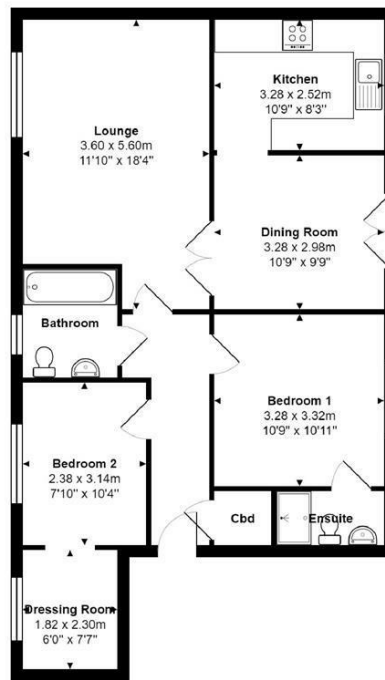 Kitchen
3.28 x 2.52m
10'9" x 8'3"
Lounge
3.60 x 5.60m
11'10" x 18'4"
Dining Room
3.28 x 2.98m
10'9" x 9'9"
Bathroom
Bedroom 1
3.28 x 3.32m
10'9" x 10'11"
Bedroom 2
2.38 x 3.14m
7'10" x 10'4"
Cbd
Ensuite
Dressing Room
1.82 x 2.30m
6'0" x 7'7"